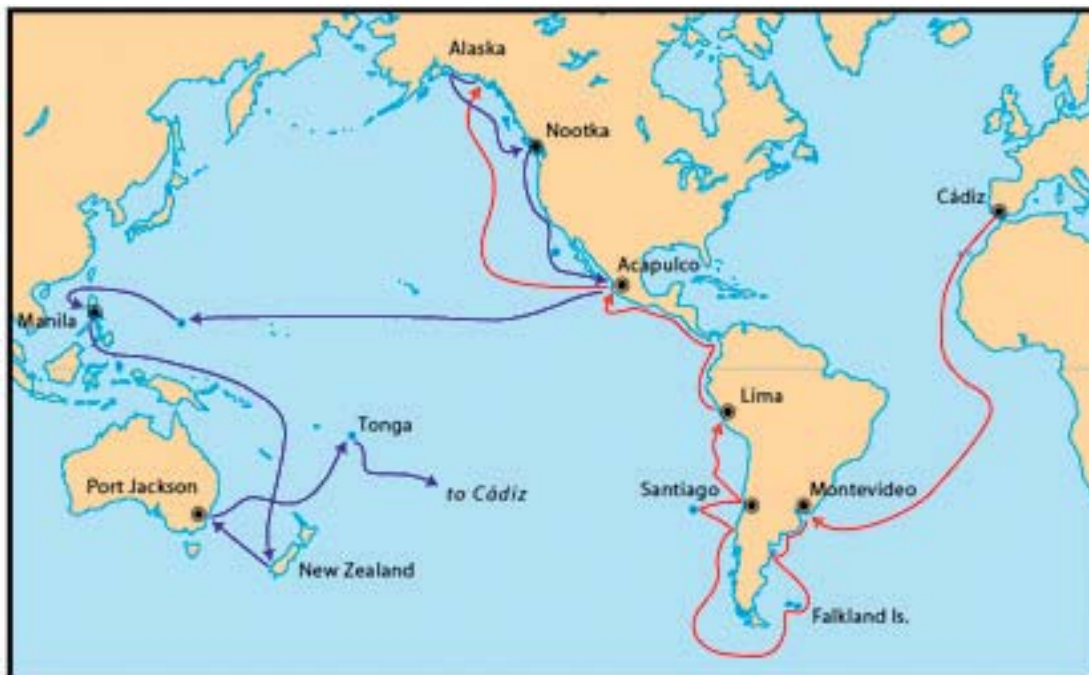 Alaska
Nootka
Cádiz
Acapulco
Manila
Lima
Tonga
Port Jackson
to Cádiz
Santiago
Montevideo
New Zealand
Falkland Is.